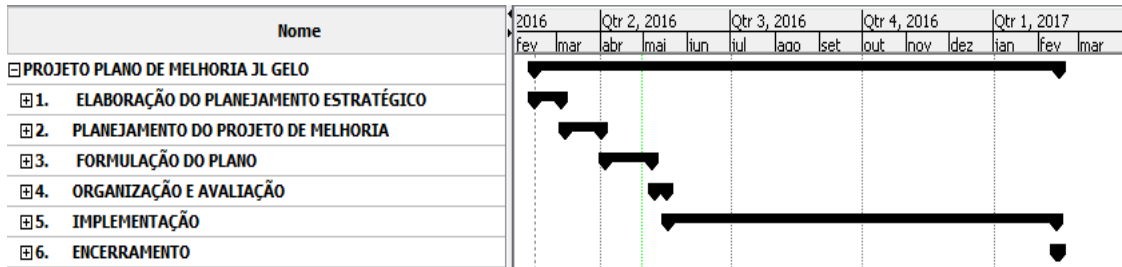 Nome
2016 Qtr 2, 2016 Qtr 3, 2016 Qtr 4, 2016 Qtr 1, 2017
fev mar abr mai jun jul ago set out nov dez jan fev mar
PROJETO PLANO DE MELHORIA JL GELO
1. ELABORAÇÃO DO PLANEJAMENTO ESTRATÉGICO
2. PLANEJAMENTO DO PROJETO DE MELHORIA
3. FORMULAÇÃO DO PLANO
4. ORGANIZAÇÃO E AVALIAÇÃO
5. IMPLEMENTAÇÃO
6. ENCERRAMENTO